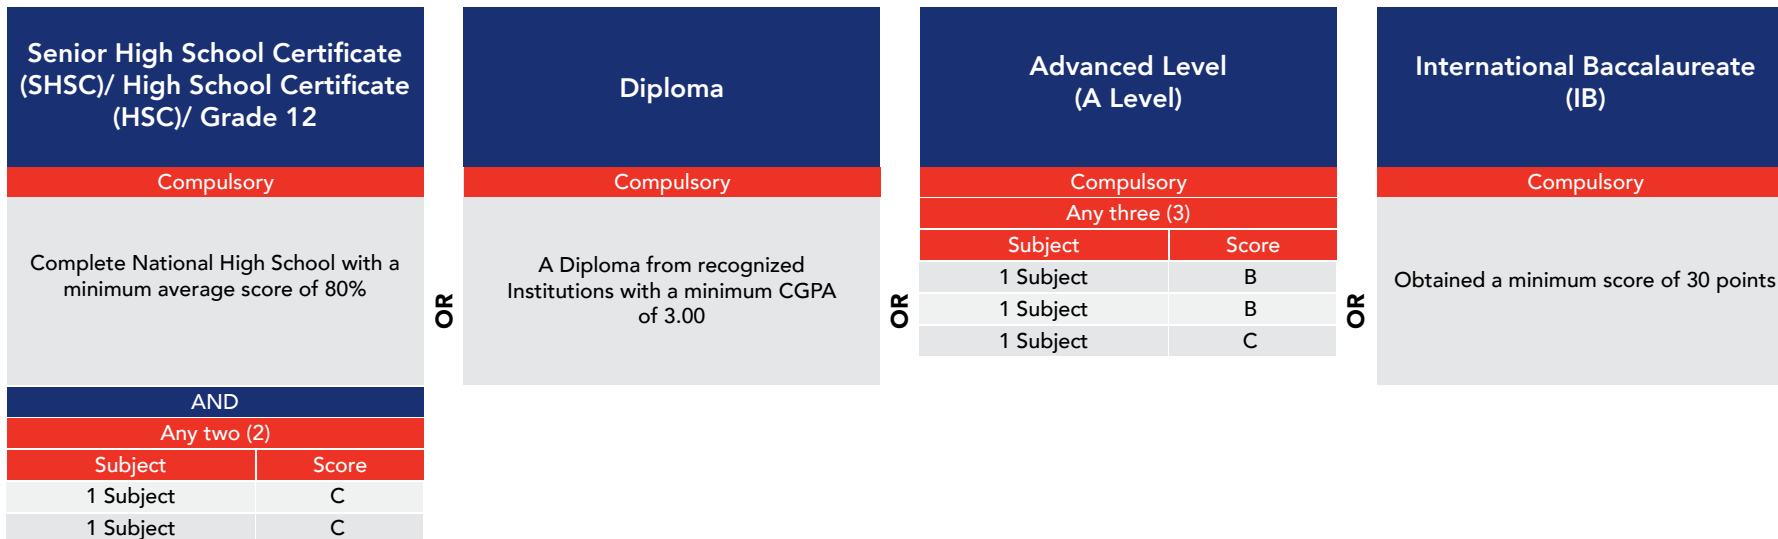 Senior High School Certificate
(SHSC)/ High School Certificate
(HSC)/ Grade 12
Compulsory
Complete National High School with a
minimum average score of 80%
AND
Any two (2)
Subject Score
1 Subject C
1 Subject C
OR
Diploma
Compulsory
A Diploma from recognized
Institutions with a minimum CGPA
of 3.00
OR
Advanced Level
(A Level)
Compulsory
Any three (3)
Subject Score
1 Subject B
1 Subject B
1 Subject C
OR
International Baccalaureate
(IB)
Compulsory
Obtained a minimum score of 30 points